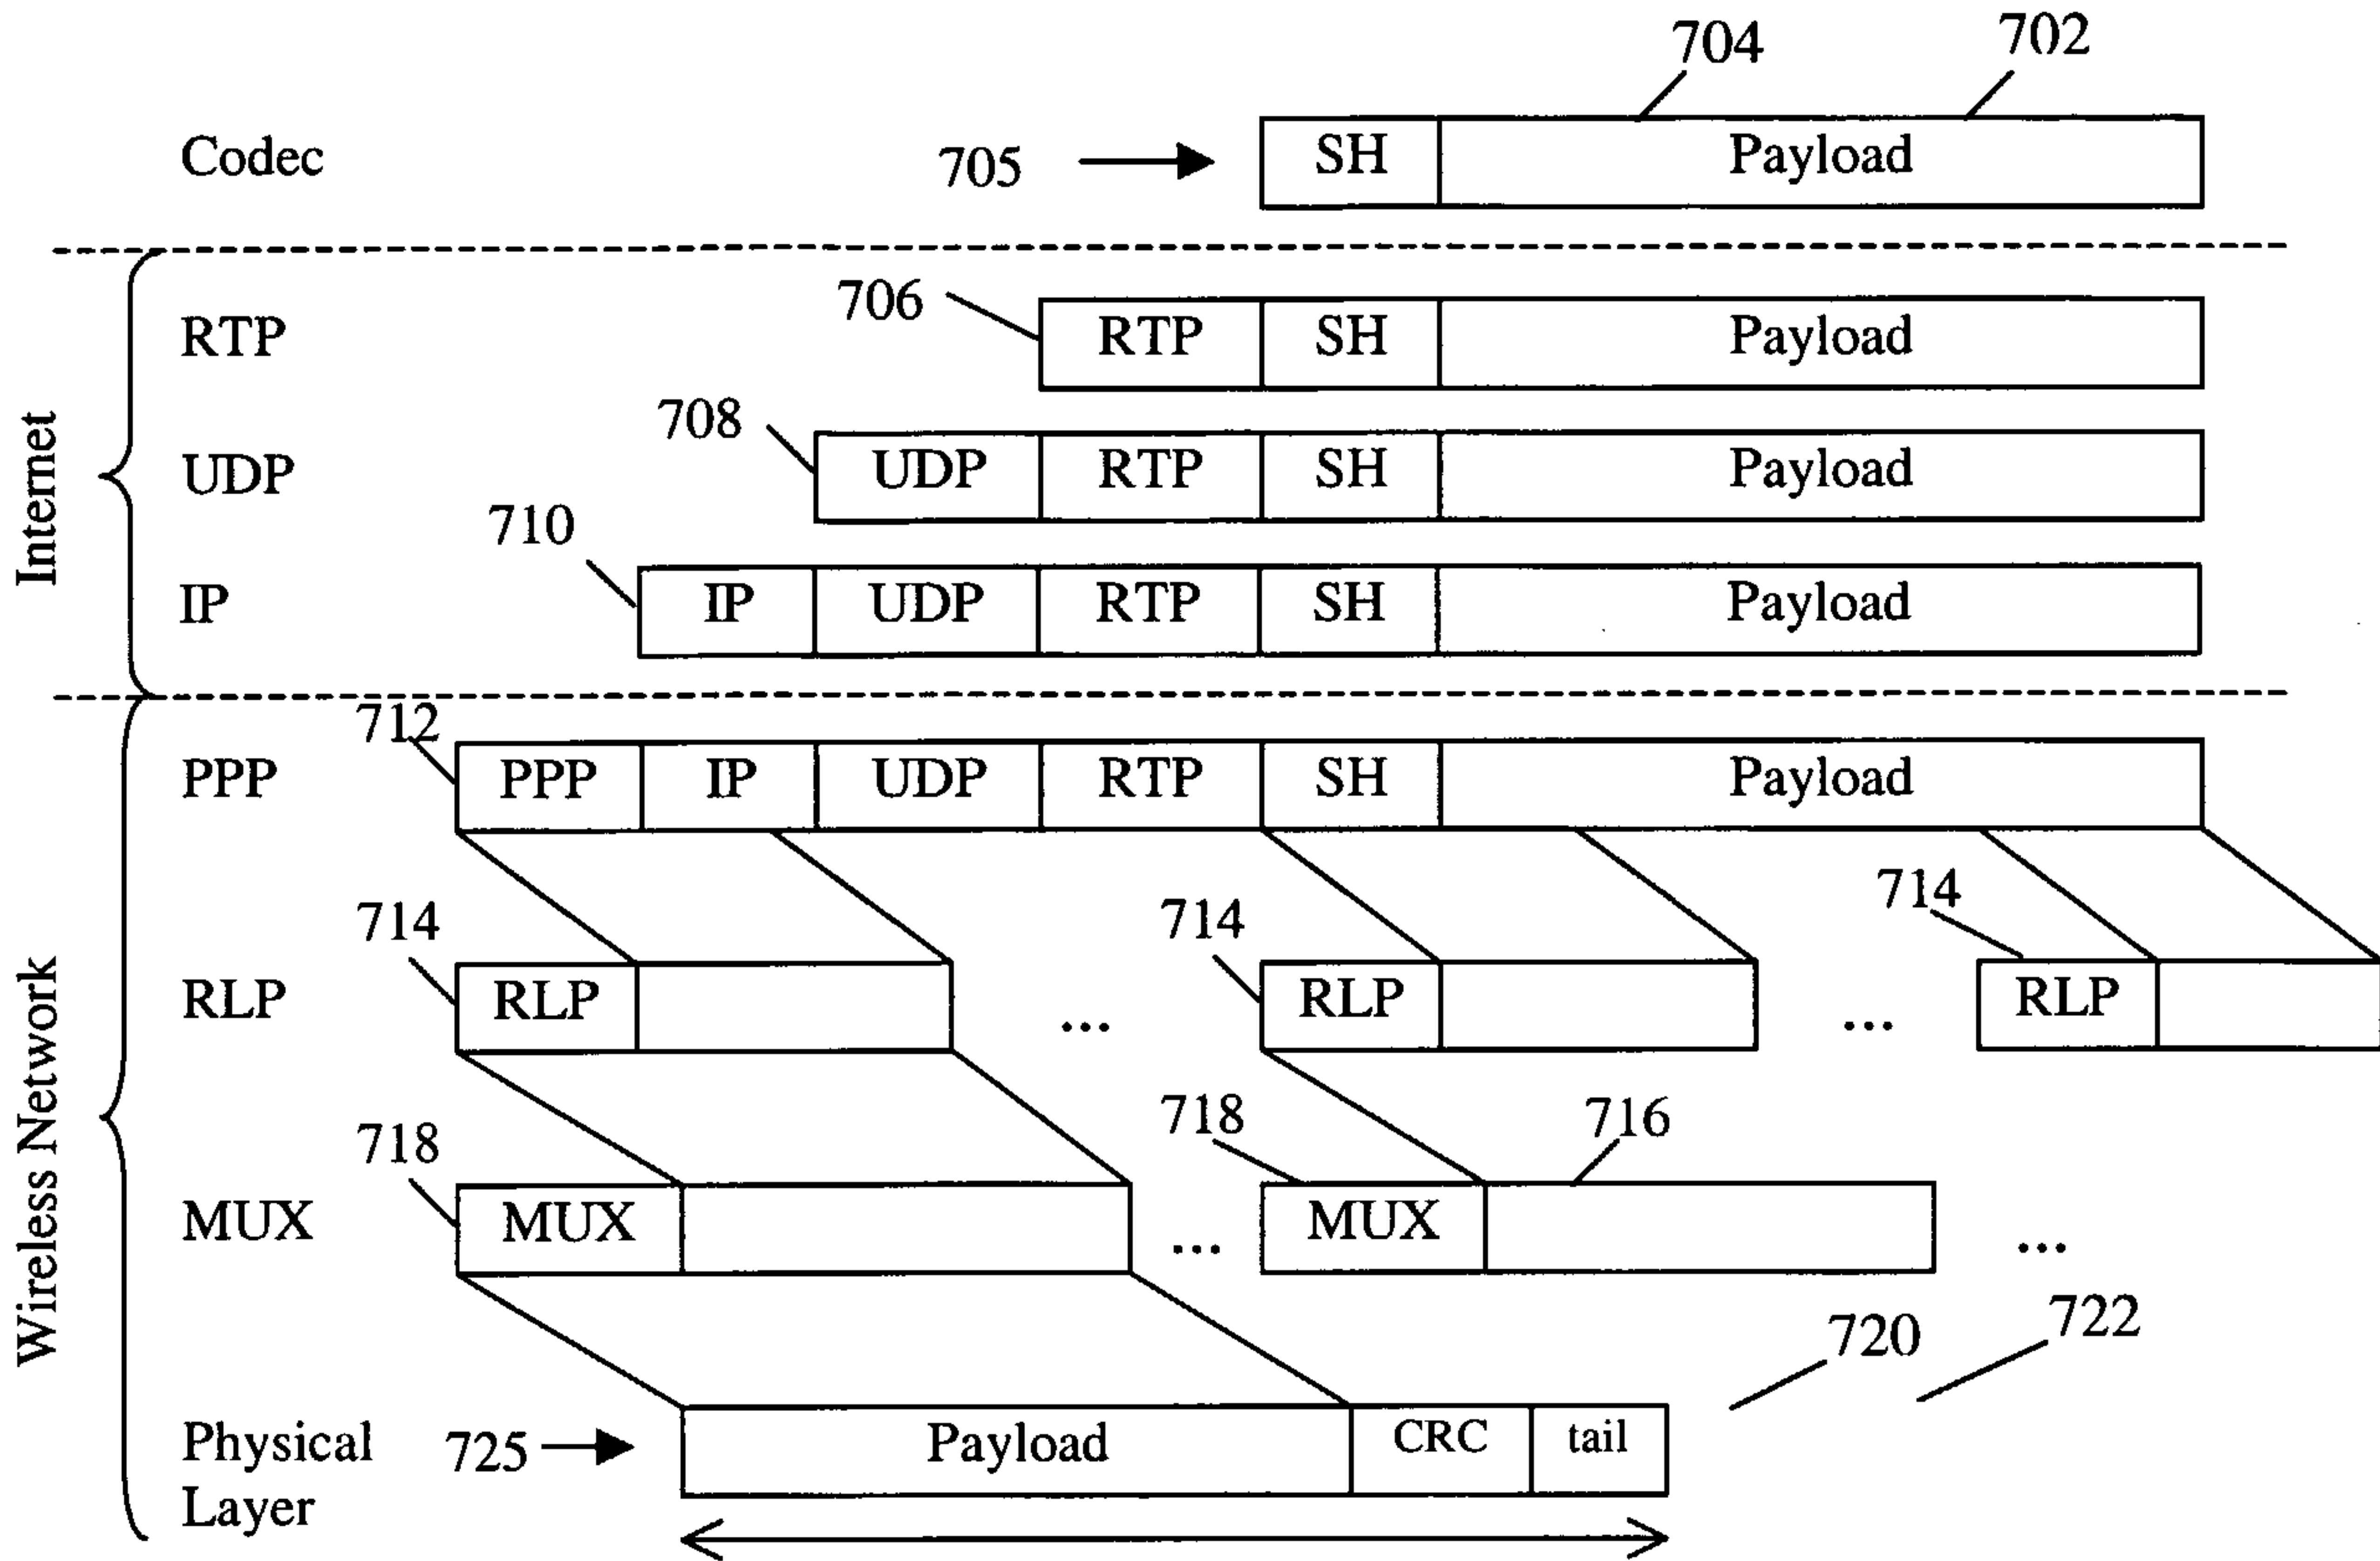 704 702
Codec 705 SH Payload
Internet
706
RTP RTP SH Payload
708
UDP UDP RTP SH Payload
710
IP IP UDP RTP SH Payload
Wireless Network
712
PPP PPP IP UDP RTP SH Payload
714 714 714
RLP RLP ... RLP ... RLP
718 718 716
MUX MUX ... MUX ...
720 722
Physical Layer 725 Payload CRC tail